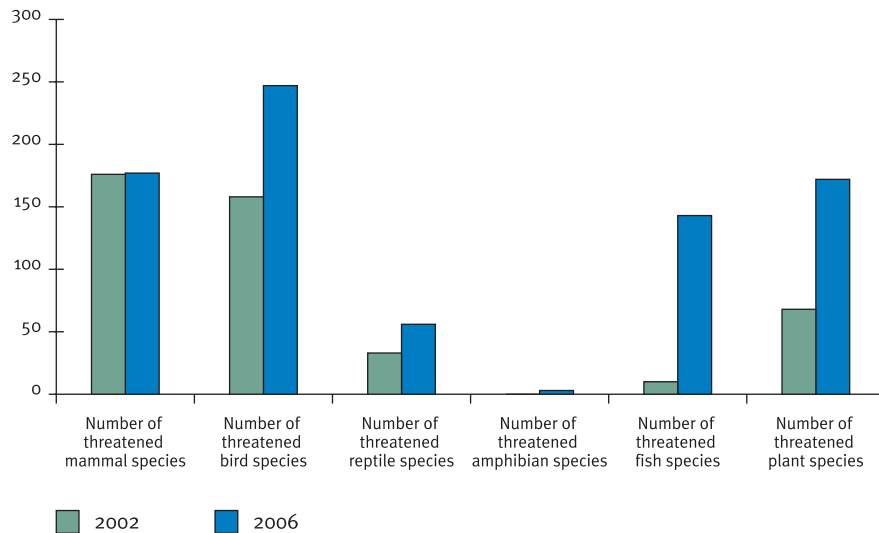 300
250
200
150
100
50
0
Number of
threatened
mammal species
Number of
threatened
bird species
Number of
threatened
reptile species
Number of
threatened
amphibian species
Number of
threatened
fish species
Number of
threatened
plant species
2002
2006